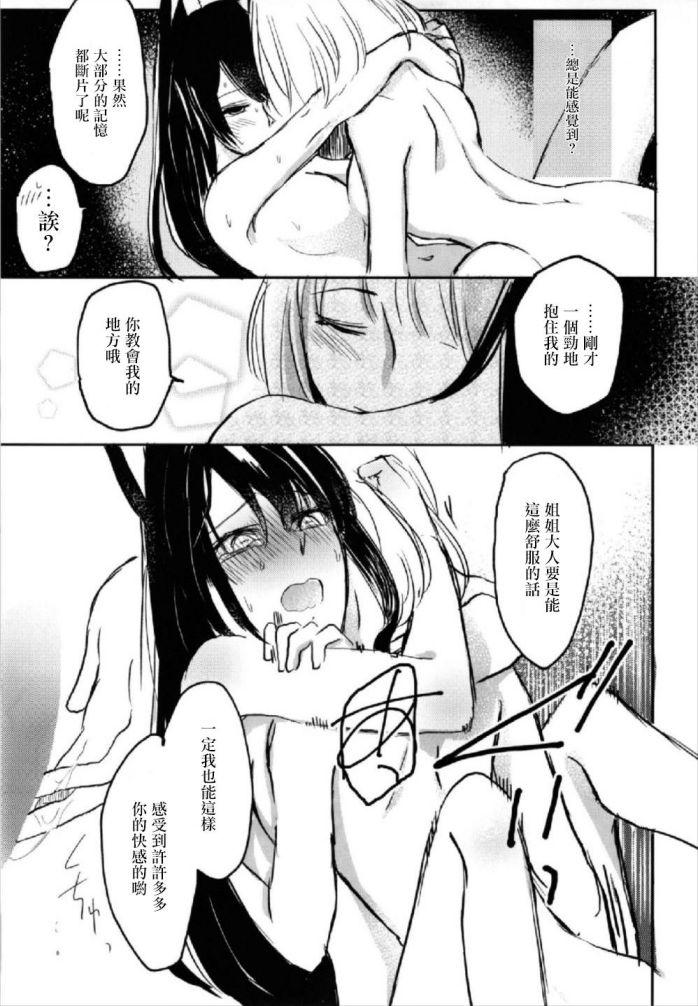 …總是能感覺到？
……果然
大部分的記憶
都斷片了呢
…誒？
……剛才
一個勁地
抱住我的
你教會我的
地方哦
姐姐大人要是能
這麼舒服的話
一定我也能這樣
感受到許許多多
你的快感的喲